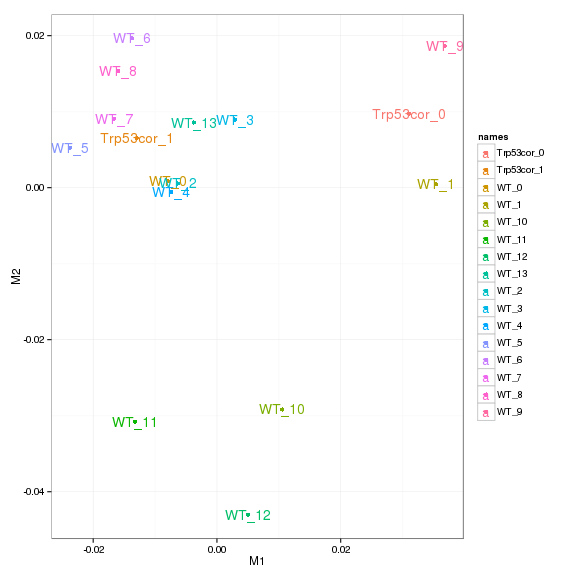 0.02
0.00
-0.02
-0.04
M2
WT_6
WT_9
WT_8
Trp53cor_0
WT_7
WT_13
WT_3
Trp53cor_1
WT_5
WT_0
WT_2
WT_4
WT_1
WT_10
WT_11
WT_12
-0.02
0.00
0.02
M1
names
a Trp53cor_0
a Trp53cor_1
a WT_0
a WT_1
a WT_10
a WT_11
a WT_12
a WT_13
a WT_2
a WT_3
a WT_4
a WT_5
a WT_6
a WT_7
a WT_8
a WT_9